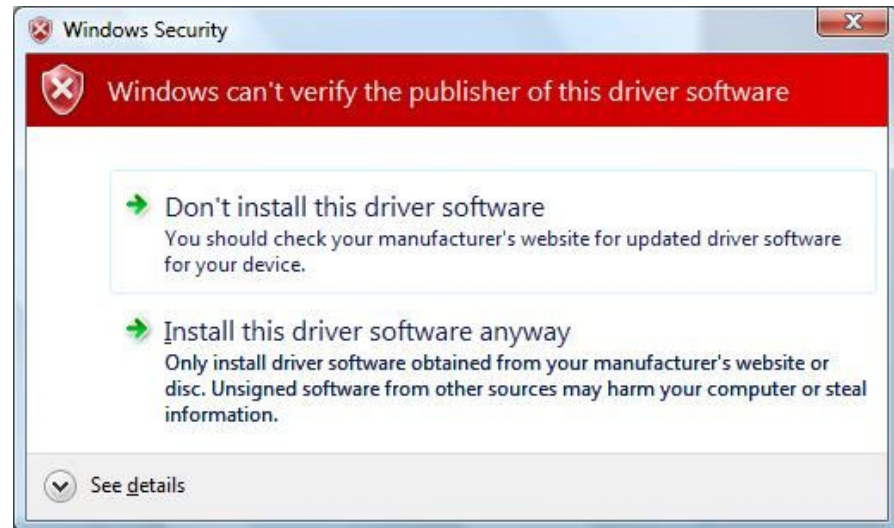 Windows Security
Windows can't verify the publisher of this driver software
Don't install this driver software
You should check your manufacturer's website for updated driver software
for your device.
Install this driver software anyway
Only install driver software obtained from your manufacturer's website or
disc. Unsigned software from other sources may harm your computer or steal
information.
See details